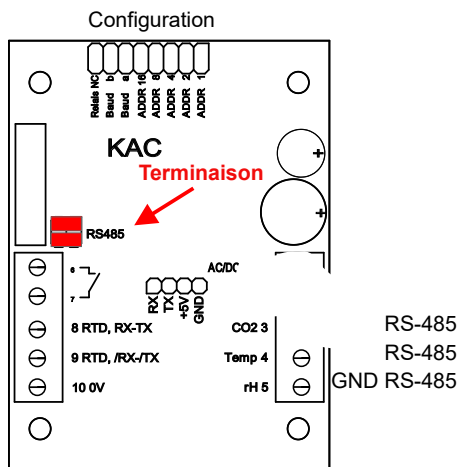 Configuration
Relais NC
Baud b
Baud a
ADDR 16
ADDR 8
ADDR 4
ADDR 2
ADDR 1
KAC
Terminaison
+
RS485
+
6
7
AC/DC
RX
TX
+5V
GND
8 RTD, RX-TX
CO2 3
RS-485
9 RTD, /RX-/TX
Temp 4
RS-485
10 0V
rH 5
GND RS-485